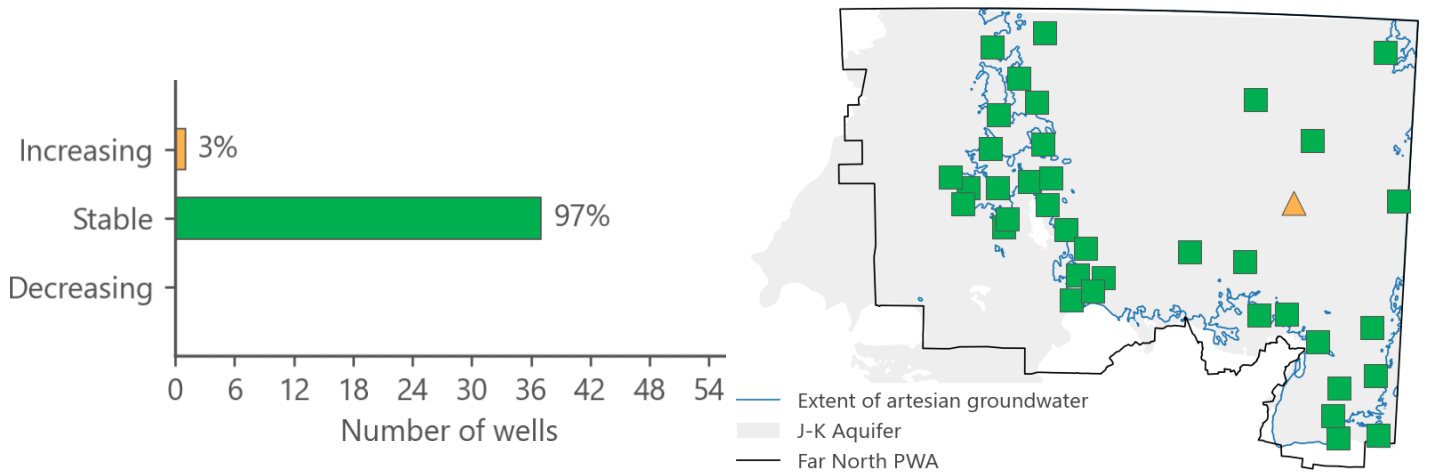 Increasing
3%
Stable
97%
Decreasing
0 6 12 18 24 30 36 42 48 54
Number of wells
Extent of artesian groundwater
J-K Aquifer
Far North PWA